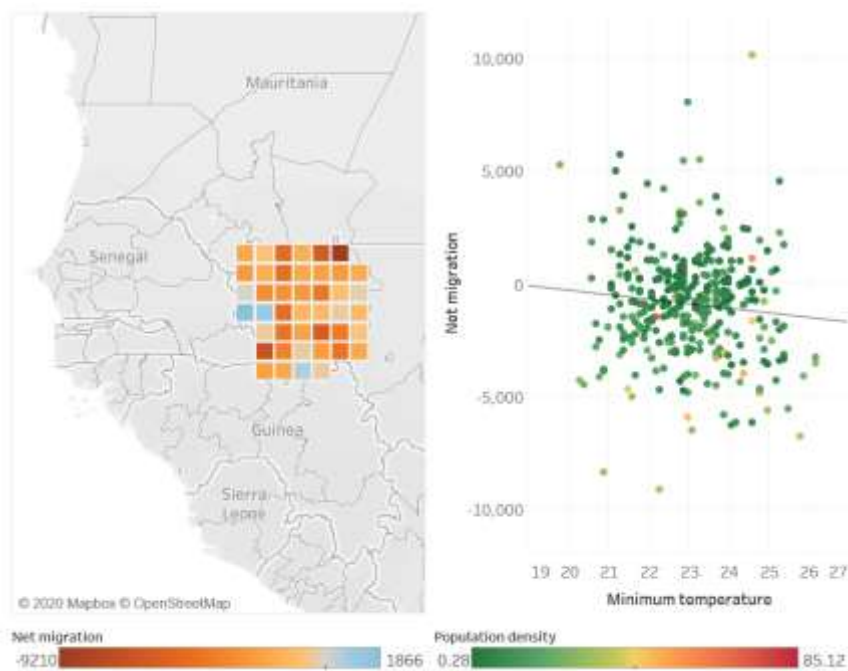 Mauritania
Senegal
Guinea
Sierra
Leone
© 2020 Mapbox © OpenStreetMap
Net migration
-9210
1866
10,000
5,000
0
-5,000
-10,000
Net migration
19 20 21 22 23 24 25 26 27
Minimum temperature
Population density
0.28
85.12